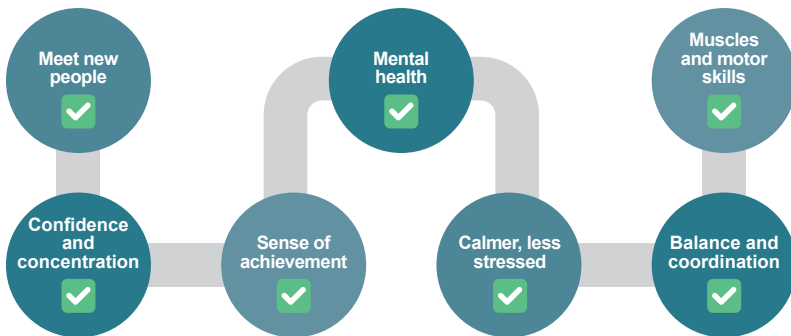 Meet new
people
Confidence
and
concentration
Sense of
achievement
Mental
health
Calmer, less
stressed
Balance and
coordination
Muscles
and motor
skills